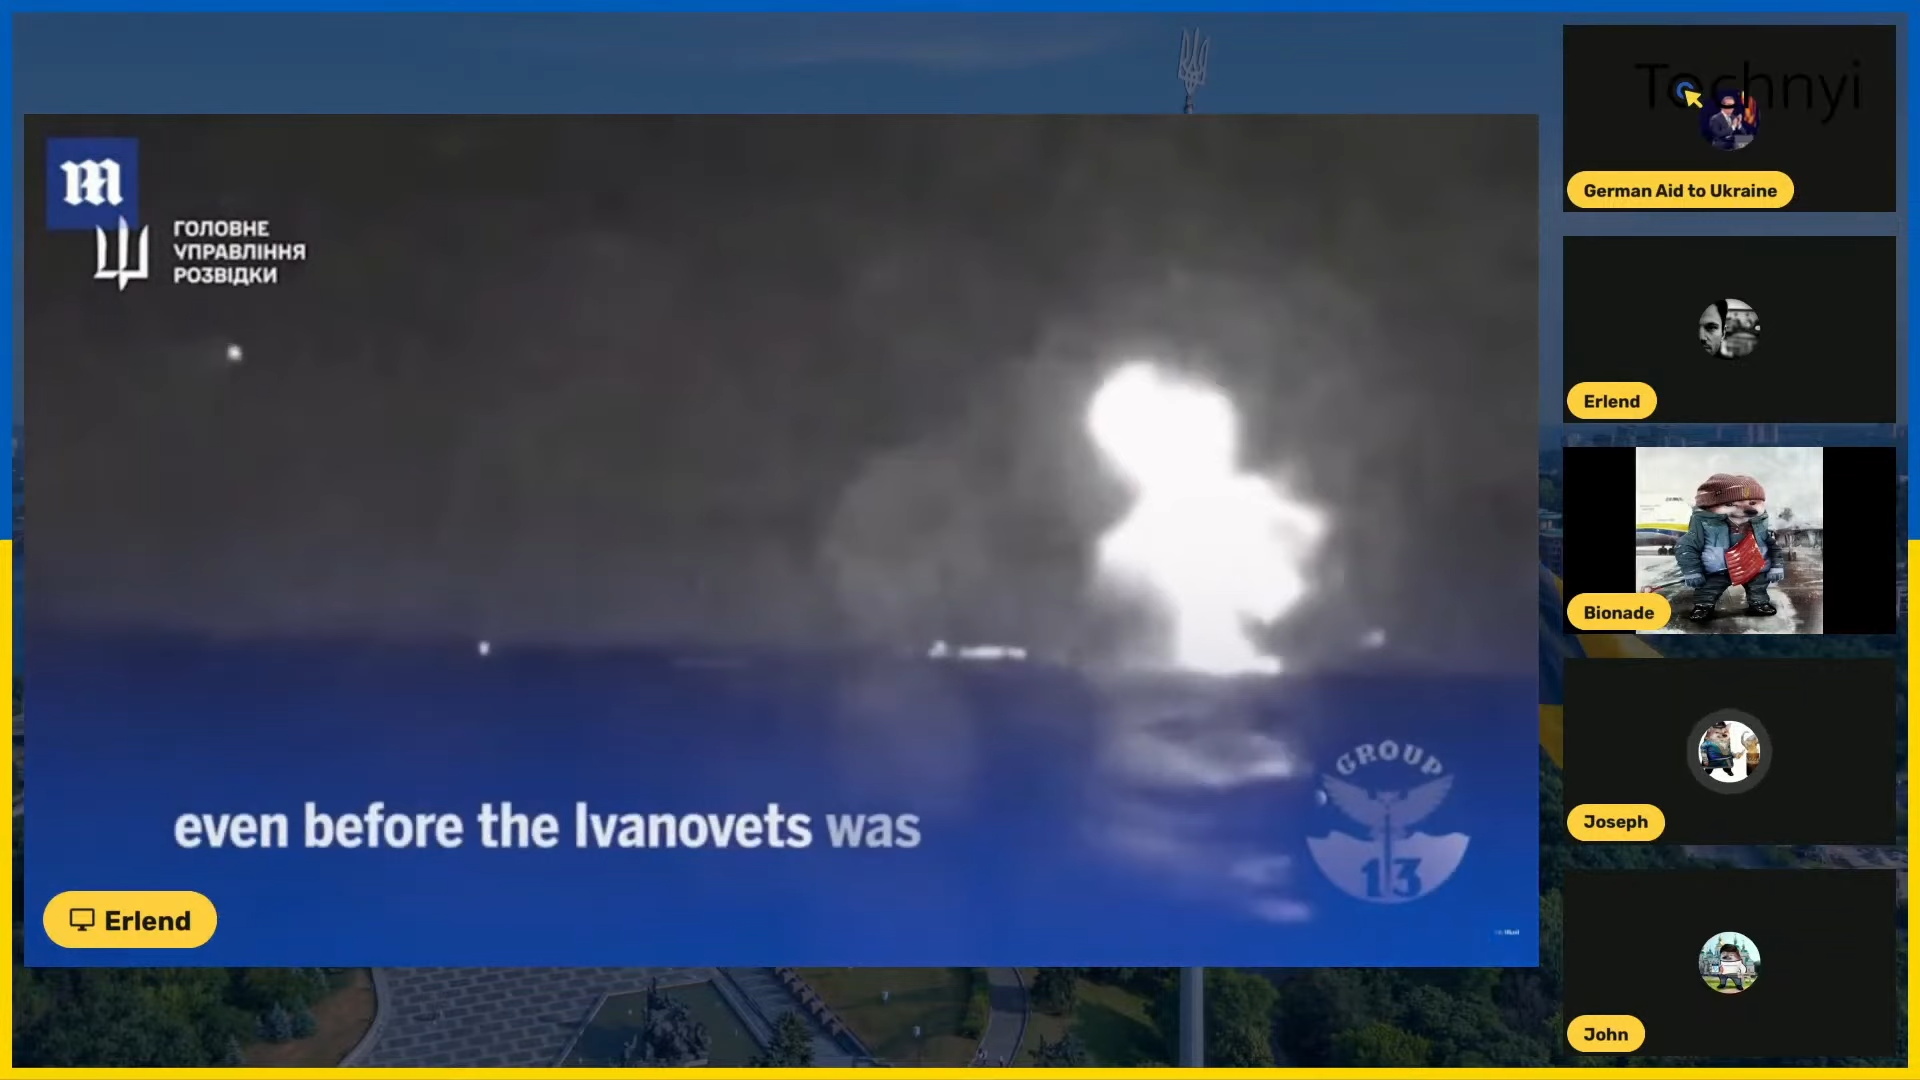 Technyi
German Aid to Ukraine
m
ГОЛОВНЕ
УПРАВЛІННЯ
РОЗВІДКИ
Erlend
Bionade
GROUP
13
even before the Ivanovets was
Joseph
Erlend
John